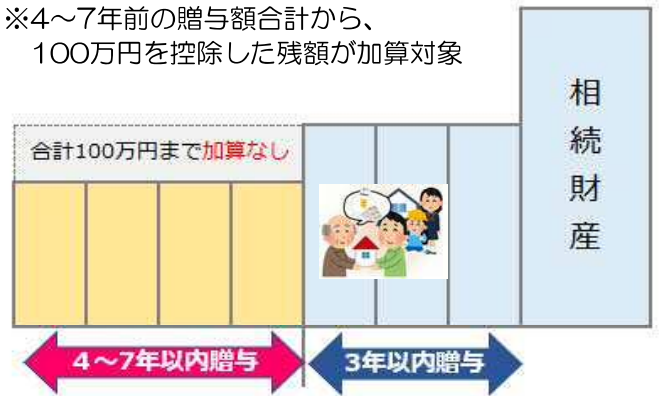 ※4～7年前の贈与額合計から、
100万円を控除した残額が加算対象
合計100万円まで加算なし
相続財産
4～7年以内贈与
3年以内贈与